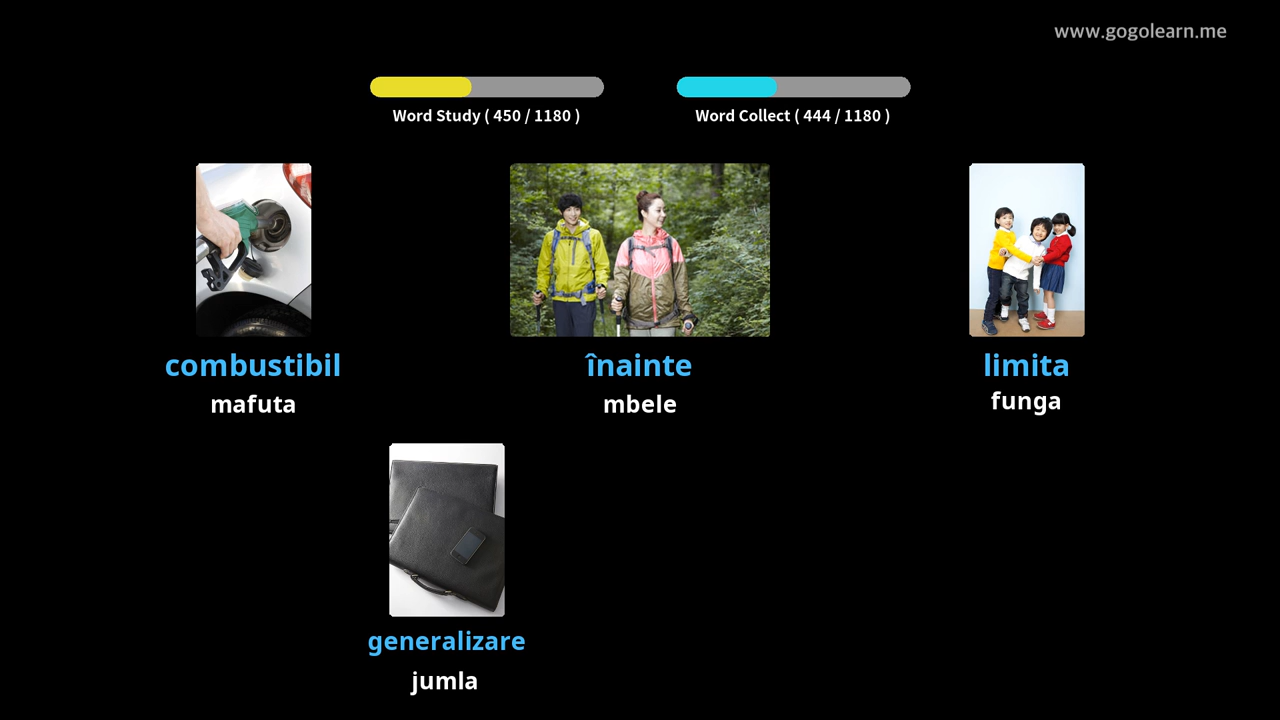 www.gogolearn.me
Word Study ( 450 / 1180 )
Word Collect ( 444 / 1180 )
combustibil
mafuta
înainte
mbele
limita
funga
generalizare
jumla